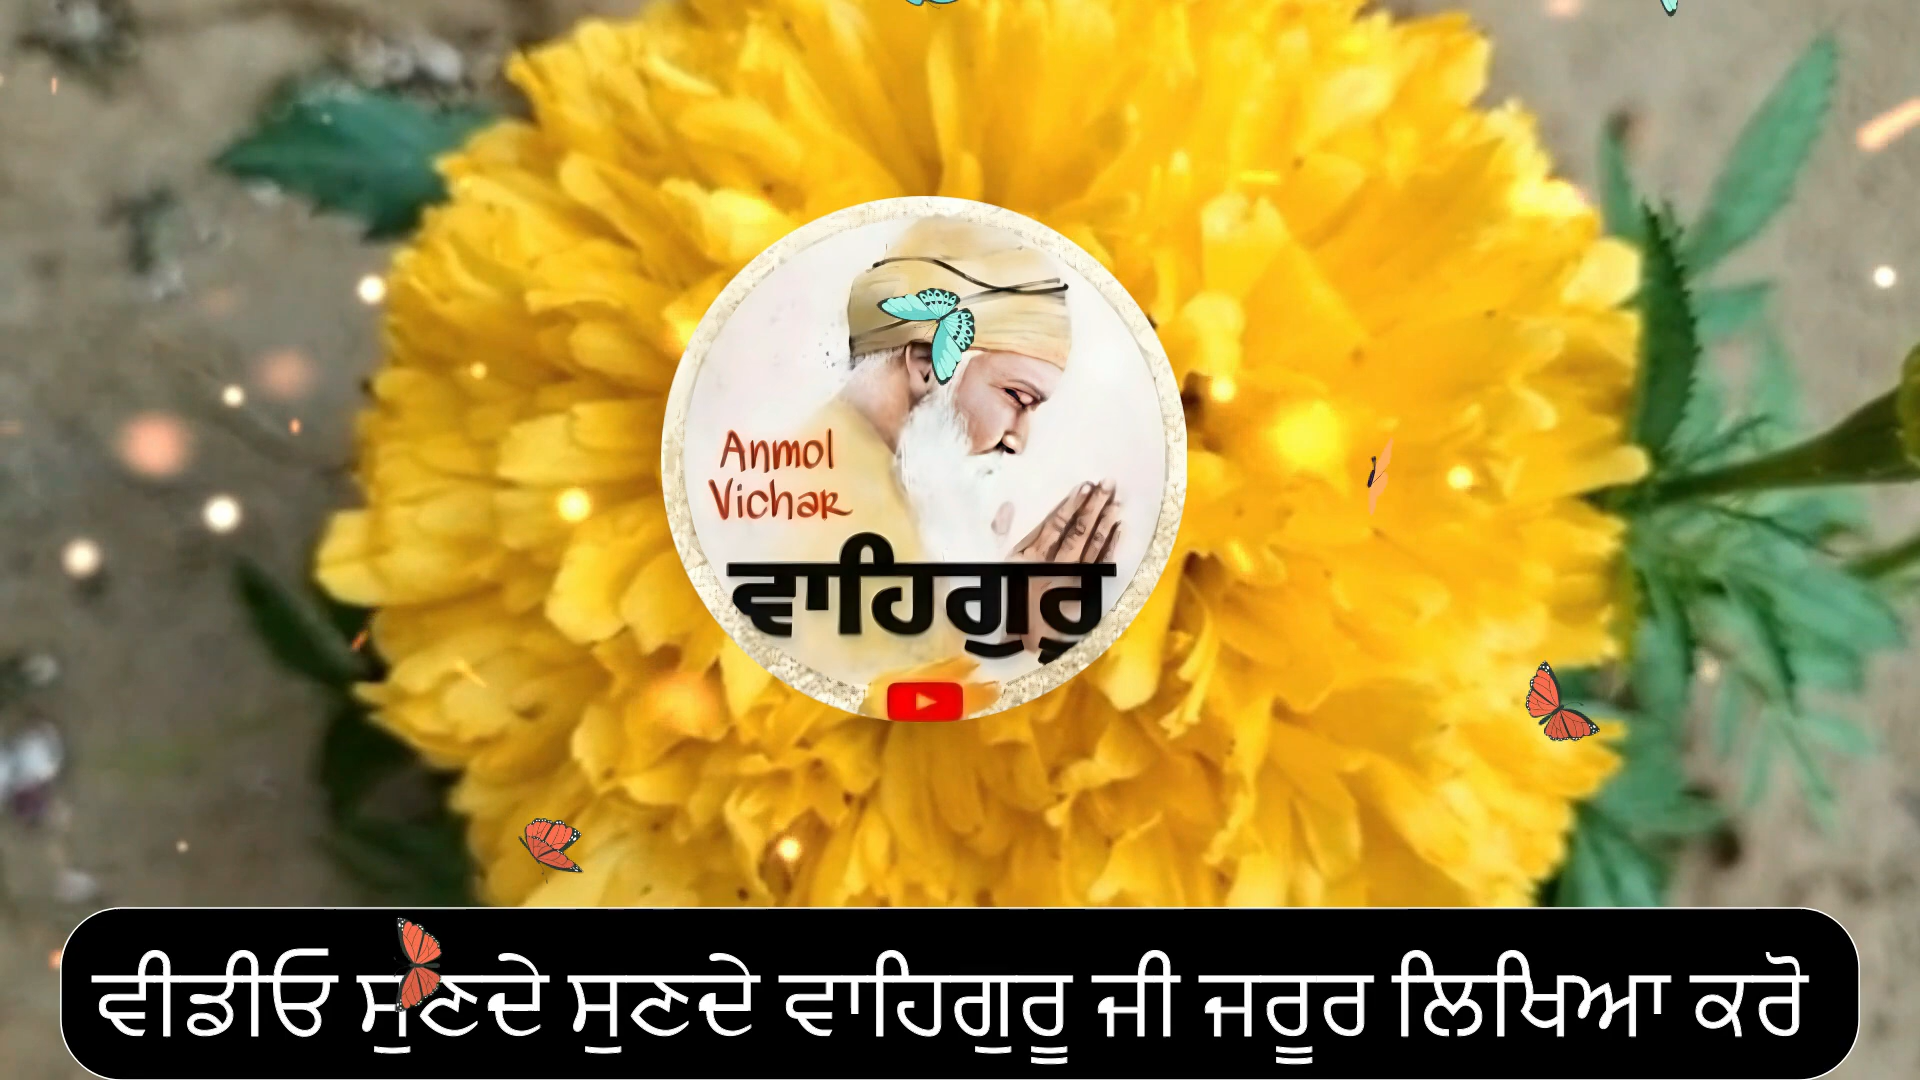 Anmol
Vichar
ਵਾਹਿਗੁਰੂ
ਵੀਡੀਓ ਸੁਣਦੇ ਸੁਣਦੇ ਵਾਹਿਗੁਰੂ ਜੀ ਜਰੂਰ ਲਿਖਿਆ ਕਰੋ